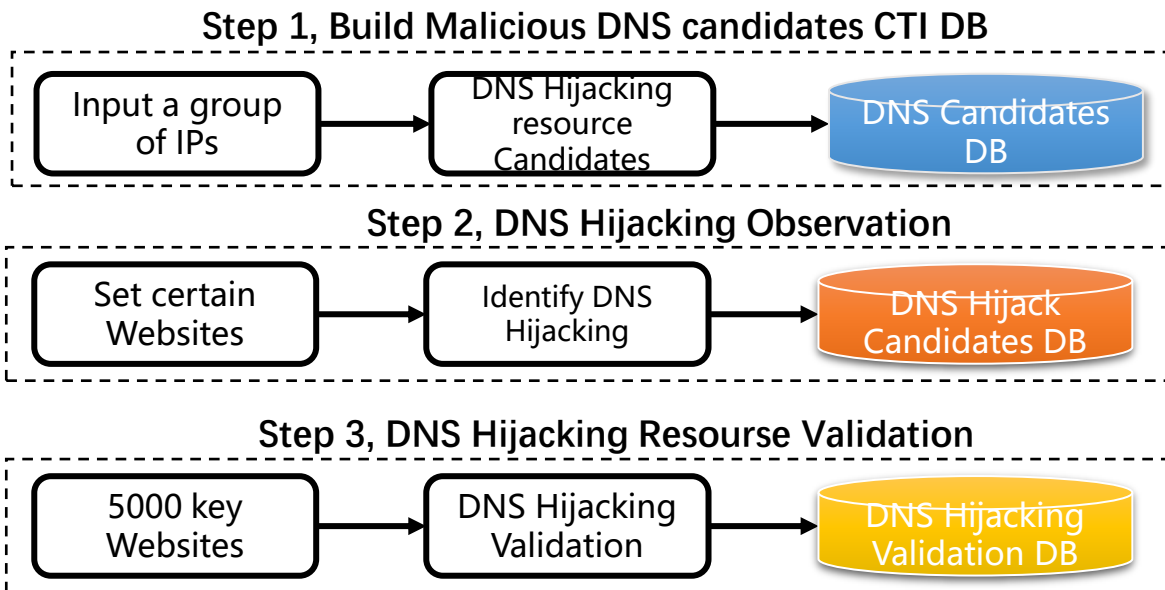 Step 1, Build Malicious DNS candidates CTI DB
Input a group
of IPs
DNS Hijacking
resource
Candidates
DNS Candidates
DB
Step 2, DNS Hijacking Observation
Set certain
Websites
Identify DNS
Hijacking
DNS Hijack
Candidates DB
Step 3, DNS Hijacking Resourse Validation
5000 key
Websites
DNS Hijacking
Validation
DNS Hijacking
Validation DB